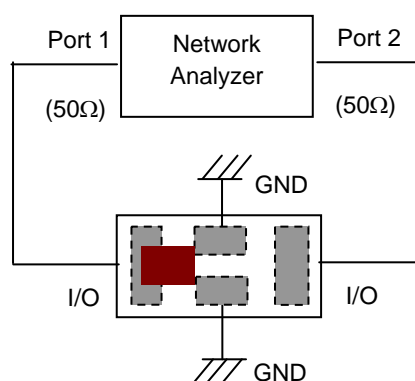 Port 1
Network
Analyzer
Port 2
(50Ω)
(50Ω)
GND
I/O
I/O
GND